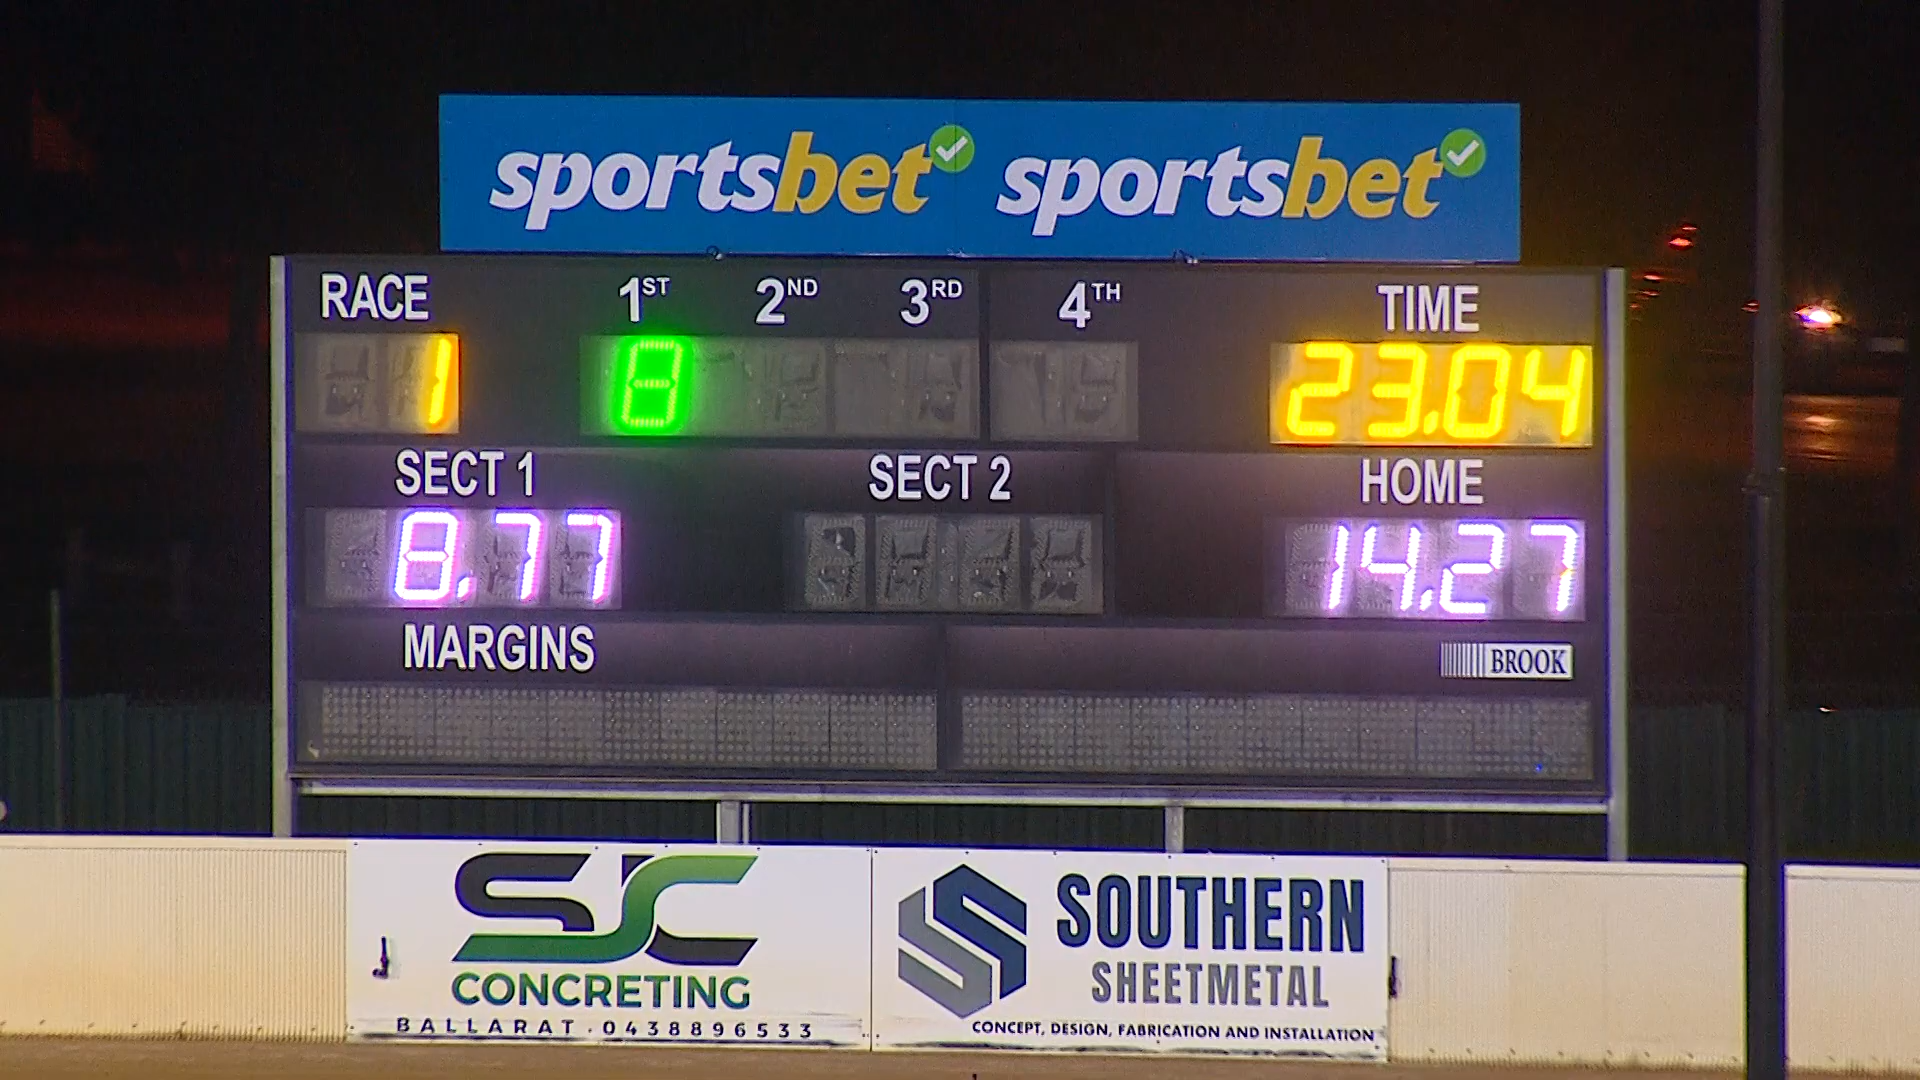 sportsbet sportsbet
RACE 1ST 2ND 3RD 4TH TIME
1 8 23.04
SECT 1 SECT 2 HOME
8.77 14.27
MARGINS
BROOK
SJC
CONCRETING
BALLARAT · 0438896533
SOUTHERN
SHEETMETAL
CONCEPT, DESIGN, FABRICATION AND INSTALLATION